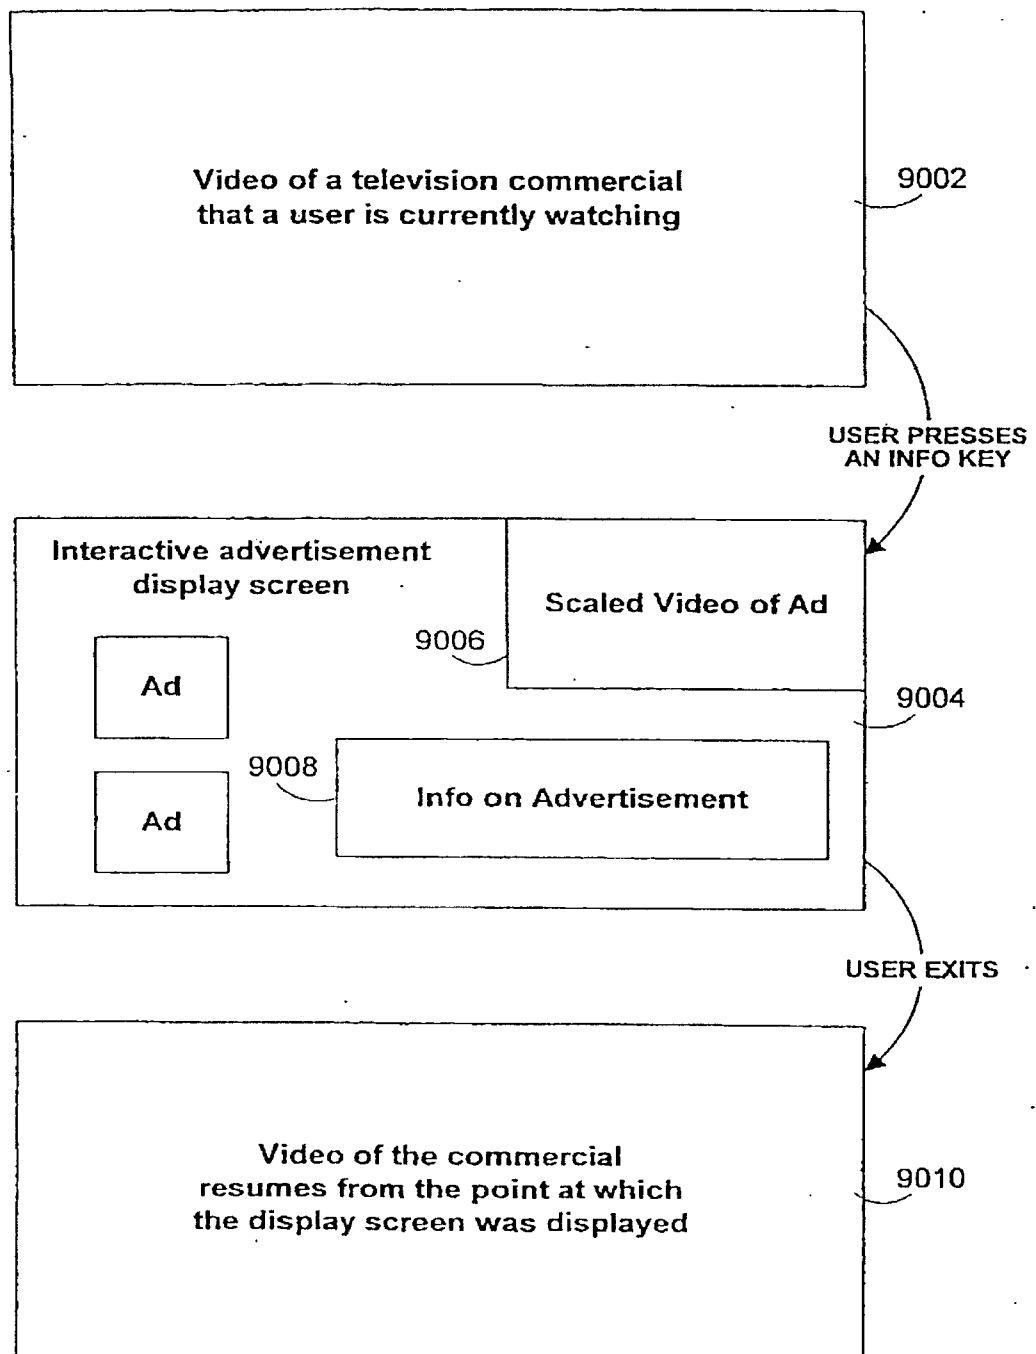 Video of a television commercial
that a user is currently watching
9002
USER PRESSES
AN INFO KEY
Interactive advertisement
display screen
Scaled Video of Ad
9006
Ad
9004
9008
Info on Advertisement
Ad
USER EXITS
Video of the commercial
resumes from the point at which
the display screen was displayed
9010